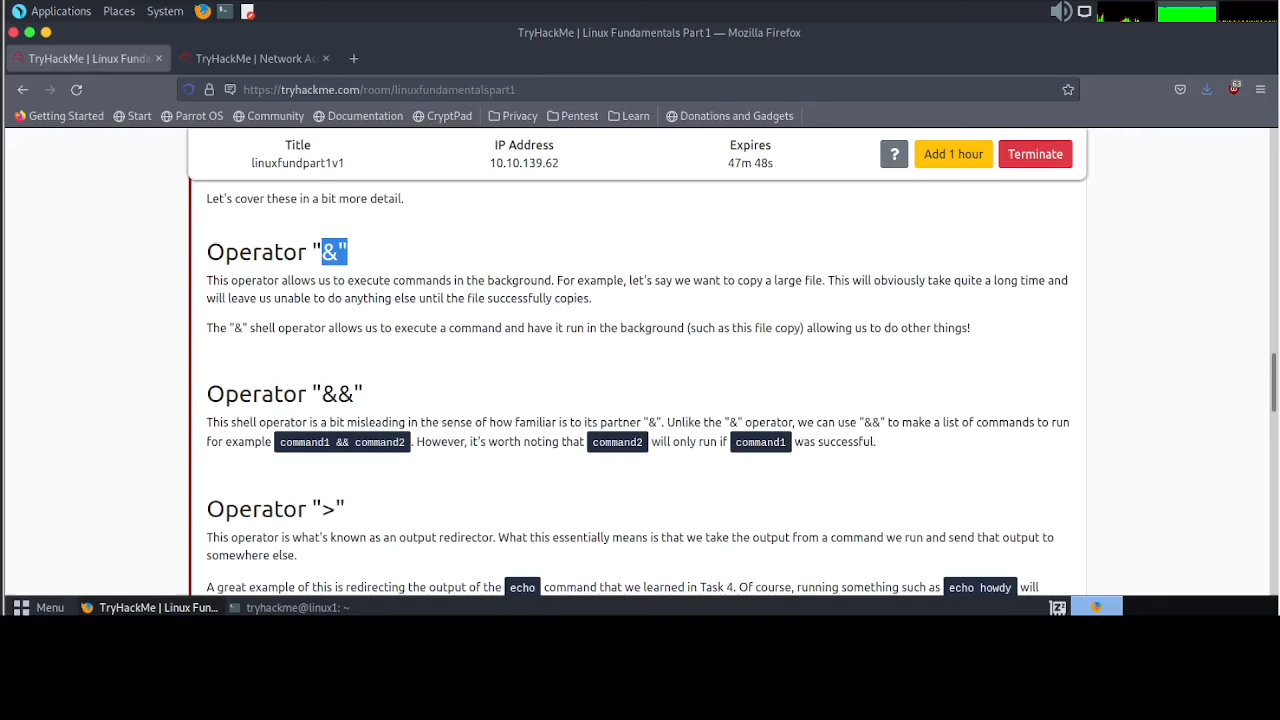 Applications Places System
TryHackMe | Linux Fundamentals Part 1 — Mozilla Firefox
TryHackMe | Linux Funda × TryHackMe | Network Ac × +
https://tryhackme.com/room/linuxfundamentalspart1
63
Getting Started Start Parrot OS Community Documentation CryptPad Privacy Pentest Learn Donations and Gadgets
Title IP Address Expires
linuxfundpart1v1 10.10.139.62 47m 48s
? Add 1 hour Terminate
Let's cover these in a bit more detail.
Operator "&"
This operator allows us to execute commands in the background. For example, let's say we want to copy a large file. This will obviously take quite a long time and
will leave us unable to do anything else until the file successfully copies.
The "&" shell operator allows us to execute a command and have it run in the background (such as this file copy) allowing us to do other things!
Operator "&&"
This shell operator is a bit misleading in the sense of how familiar is to its partner "&". Unlike the "&" operator, we can use "&&" to make a list of commands to run
for example command1 && command2. However, it's worth noting that command2 will only run if command1 was successful.
Operator ">"
This operator is what's known as an output redirector. What this essentially means is that we take the output from a command we run and send that output to
somewhere else.
A great example of this is redirecting the output of the echo command that we learned in Task 4. Of course, running something such as echo howdy will
Menu TryHackMe | Linux Fun... tryhackme@linux1: ~